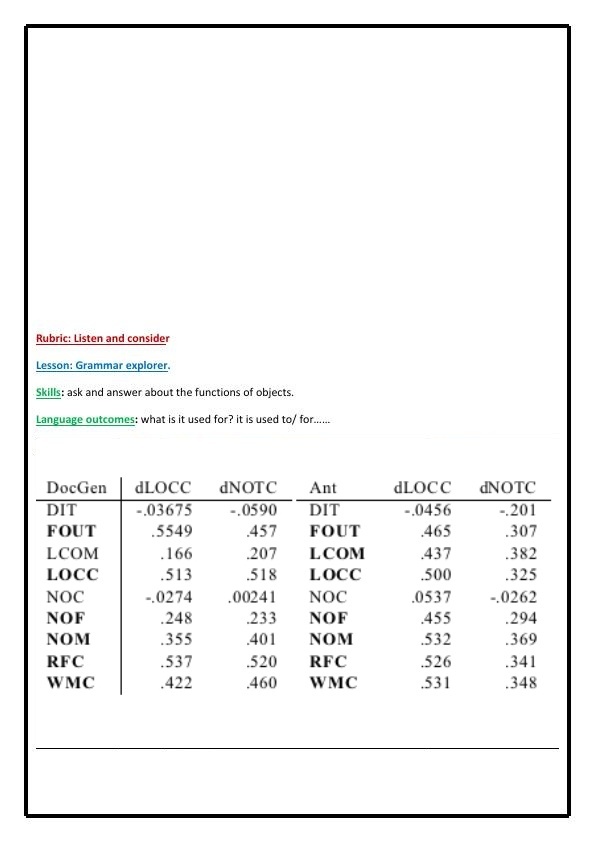 Rubric: Listen and consider
Lesson: Grammar explorer.
Skills: ask and answer about the functions of objects.
Language outcomes: what is it used for? it is used to/ for……
DocGen dLOCC dNOTC Ant dLOCC dNOTC
DIT -.03675 -.0590 DIT -.0456 -.201
FOUT .5549 .457 FOUT .465 .307
LCOM .166 .207 LCOM .437 .382
LOCC .513 .518 LOCC .500 .325
NOC -.0274 .00241 NOC .0537 -.0262
NOF .248 .233 NOF .455 .294
NOM .355 .401 NOM .532 .369
RFC .537 .520 RFC .526 .341
WMC .422 .460 WMC .531 .348